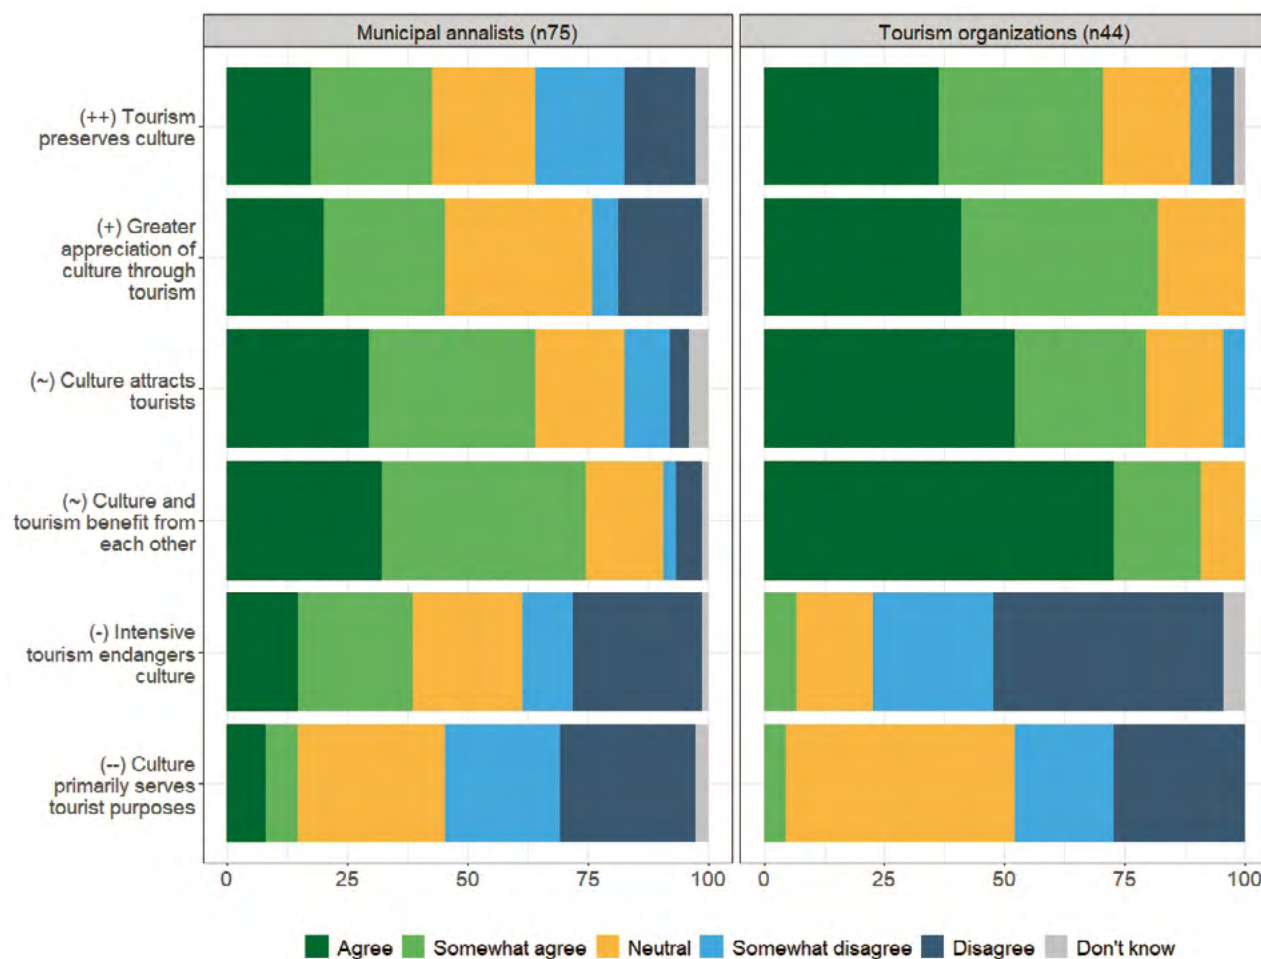 Municipal annalists (n75)
Tourism organizations (n44)
(++) Tourism
preserves culture
(+) Greater
appreciation of
culture through
tourism
(~) Culture attracts
tourists
(~) Culture and
tourism benefit from
each other
(-) Intensive
tourism endangers
culture
(--) Culture
primarily serves
tourist purposes
0 25 50 75 100
0 25 50 75 100
Agree Somewhat agree Neutral Somewhat disagree Disagree Don't know